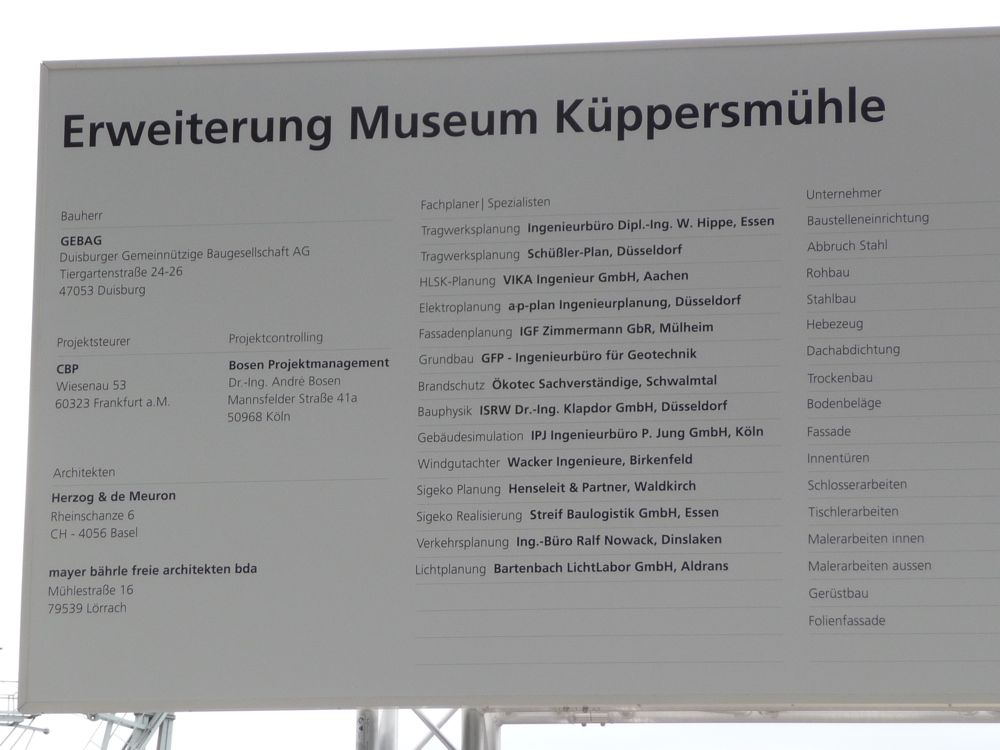 Erweiterung Museum Küppersmühle
Bauherr
GEBAG
Duisburger Gemeinnützige Baugesellschaft AG
Tiergartenstraße 24-26
47053 Duisburg
Projektsteurer
CBP
Wiesenau 53
60323 Frankfurt a.M.
Projektcontrolling
Bosen Projektmanagement
Dr.-Ing. André Bosen
Mannsfelder Straße 41a
50968 Köln
Architekten
Herzog & de Meuron
Rheinschanze 6
CH - 4056 Basel
mayer bährle freie architekten bda
Mühlestraße 16
79539 Lörrach
Fachplaner| Spezialisten
Tragwerksplanung Ingenieurbüro Dipl.-Ing. W. Hippe, Essen
Tragwerksplanung Schüßler-Plan, Düsseldorf
HLSK-Planung VIKA Ingenieur GmbH, Aachen
Elektroplanung a·p-plan Ingenieurplanung, Düsseldorf
Fassadenplanung IGF Zimmermann GbR, Mülheim
Grundbau GFP - Ingenieurbüro für Geotechnik
Brandschutz Ökotec Sachverständige, Schwalmtal
Bauphysik ISRW Dr.-Ing. Klapdor GmbH, Düsseldorf
Gebäudesimulation IPJ Ingenieurbüro P. Jung GmbH, Köln
Windgutachter Wacker Ingenieure, Birkenfeld
Sigeko Planung Henseleit & Partner, Waldkirch
Sigeko Realisierung Streif Baulogistik GmbH, Essen
Verkehrsplanung Ing.-Büro Ralf Nowack, Dinslaken
Lichtplanung Bartenbach LichtLabor GmbH, Aldrans
Unternehmer
Baustelleneinrichtung
Abbruch Stahl
Rohbau
Stahlbau
Hebezeug
Dachabdichtung
Trockenbau
Bodenbeläge
Fassade
Innentüren
Schlosserarbeiten
Tischlerarbeiten
Malerarbeiten innen
Malerarbeiten aussen
Gerüstbau
Folienfassade